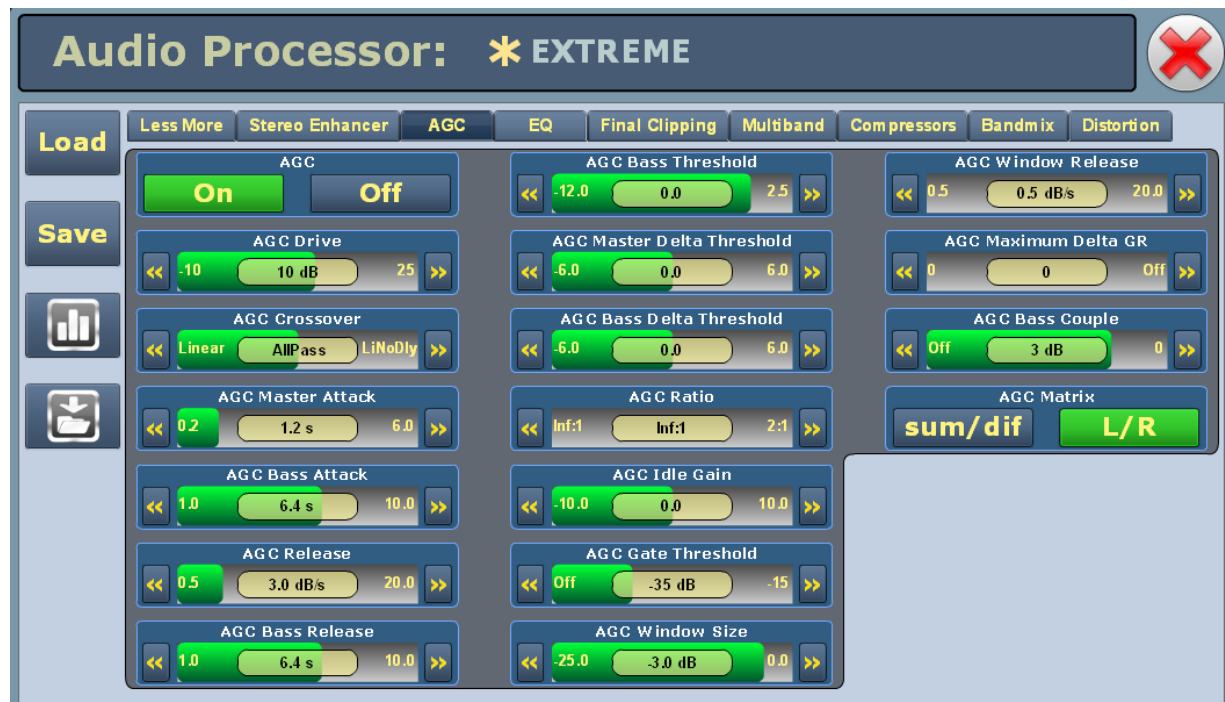 Audio Processor: * EXTREME
Load
Save
Less More Stereo Enhancer AGC EQ Final Clipping Multiband Compressors Bandmix Distortion
AGC
On Off
AGC Drive
<< -10 10 dB 25 >>
AGC Crossover
<< Linear AllPass LiNoDly >>
AGC Master Attack
<< 0.2 1.2 s 6.0 >>
AGC Bass Attack
<< 1.0 6.4 s 10.0 >>
AGC Release
<< 0.5 3.0 dB/s 20.0 >>
AGC Bass Release
<< 1.0 6.4 s 10.0 >>
AGC Bass Threshold
<< -12.0 0.0 2.5 >>
AGC Master Delta Threshold
<< -6.0 0.0 6.0 >>
AGC Bass Delta Threshold
<< -6.0 0.0 6.0 >>
AGC Ratio
<< Inf:1 Inf:1 2:1 >>
AGC Idle Gain
<< -10.0 0.0 10.0 >>
AGC Gate Threshold
<< Off -35 dB -15 >>
AGC Window Size
<< -25.0 -3.0 dB 0.0 >>
AGC Window Release
<< 0.5 0.5 dB/s 20.0 >>
AGC Maximum Delta GR
<< 0 0 Off >>
AGC Bass Couple
<< Off 3 dB 0 >>
AGC Matrix
sum/dif L/R